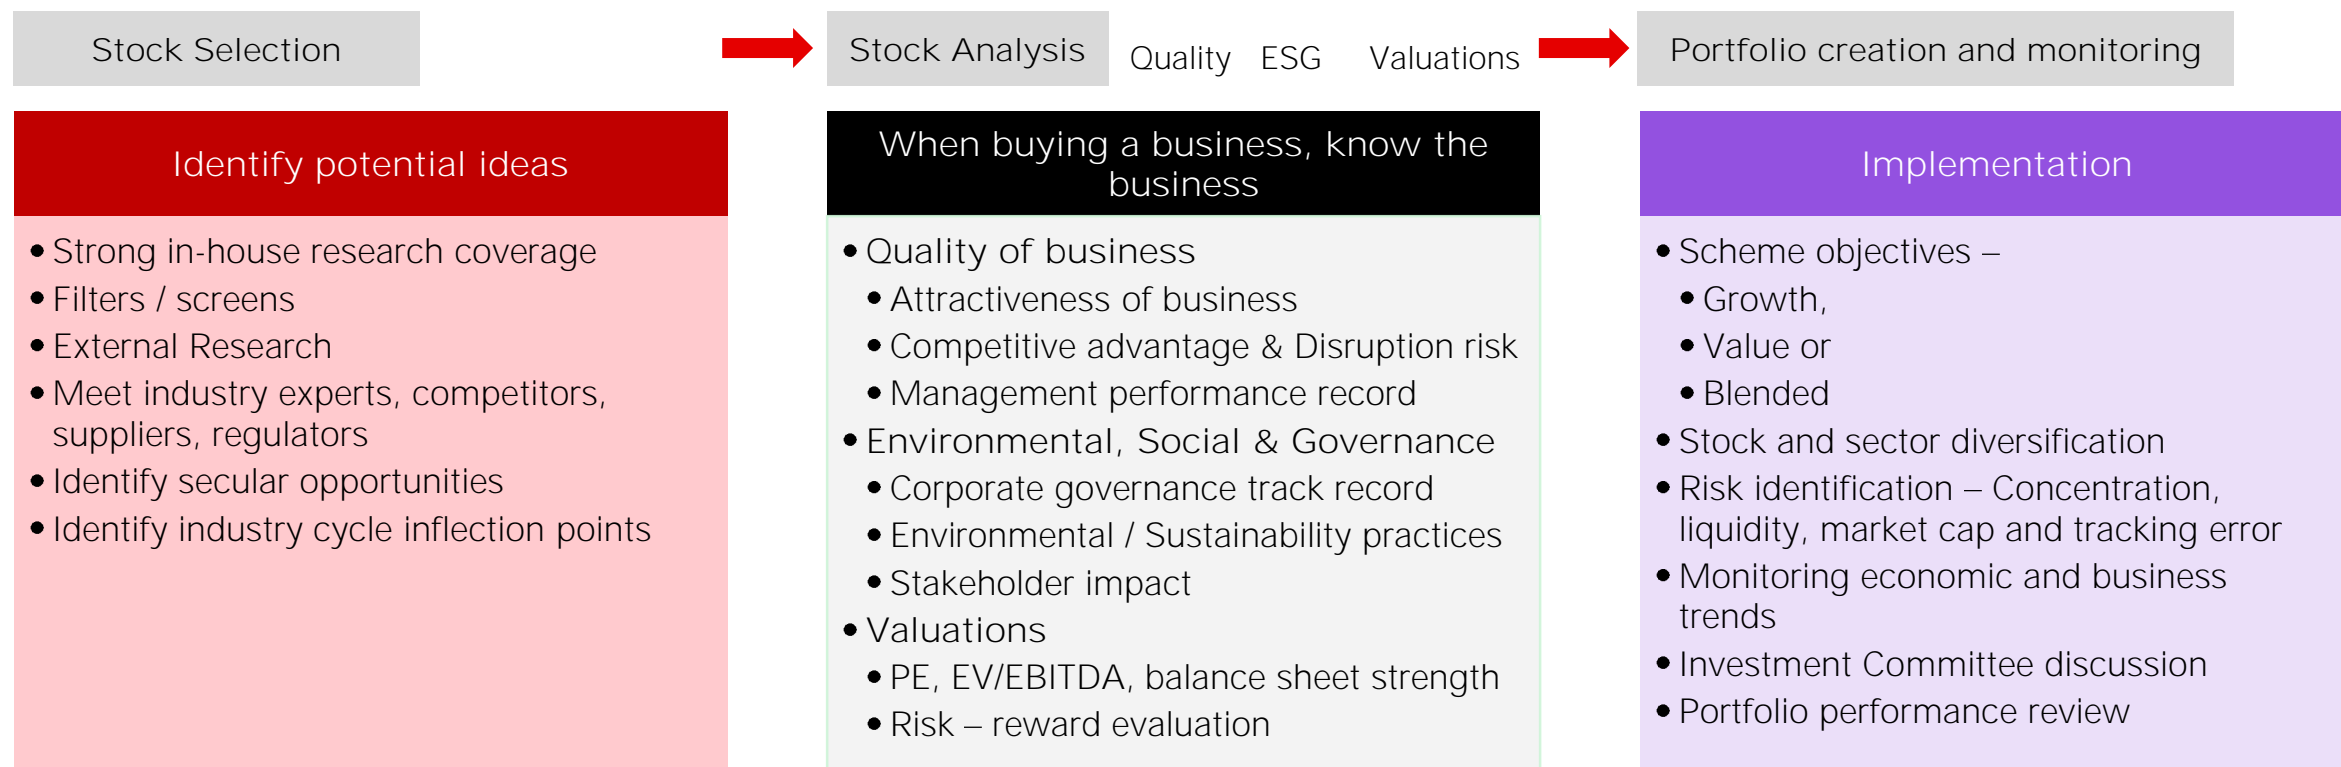 Stock Selection
Stock Analysis
Quality ESG Valuations
Portfolio creation and monitoring
Identify potential ideas
• Strong in-house research coverage
• Filters / screens
• External Research
• Meet industry experts, competitors,
suppliers, regulators
• Identify secular opportunities
• Identify industry cycle inflection points
When buying a business, know the
business
• Quality of business
• Attractiveness of business
• Competitive advantage & Disruption risk
• Management performance record
• Environmental, Social & Governance
• Corporate governance track record
• Environmental / Sustainability practices
• Stakeholder impact
• Valuations
• PE, EV/EBITDA, balance sheet strength
• Risk – reward evaluation
Implementation
• Scheme objectives –
• Growth,
• Value or
• Blended
• Stock and sector diversification
• Risk identification – Concentration,
liquidity, market cap and tracking error
• Monitoring economic and business
trends
• Investment Committee discussion
• Portfolio performance review